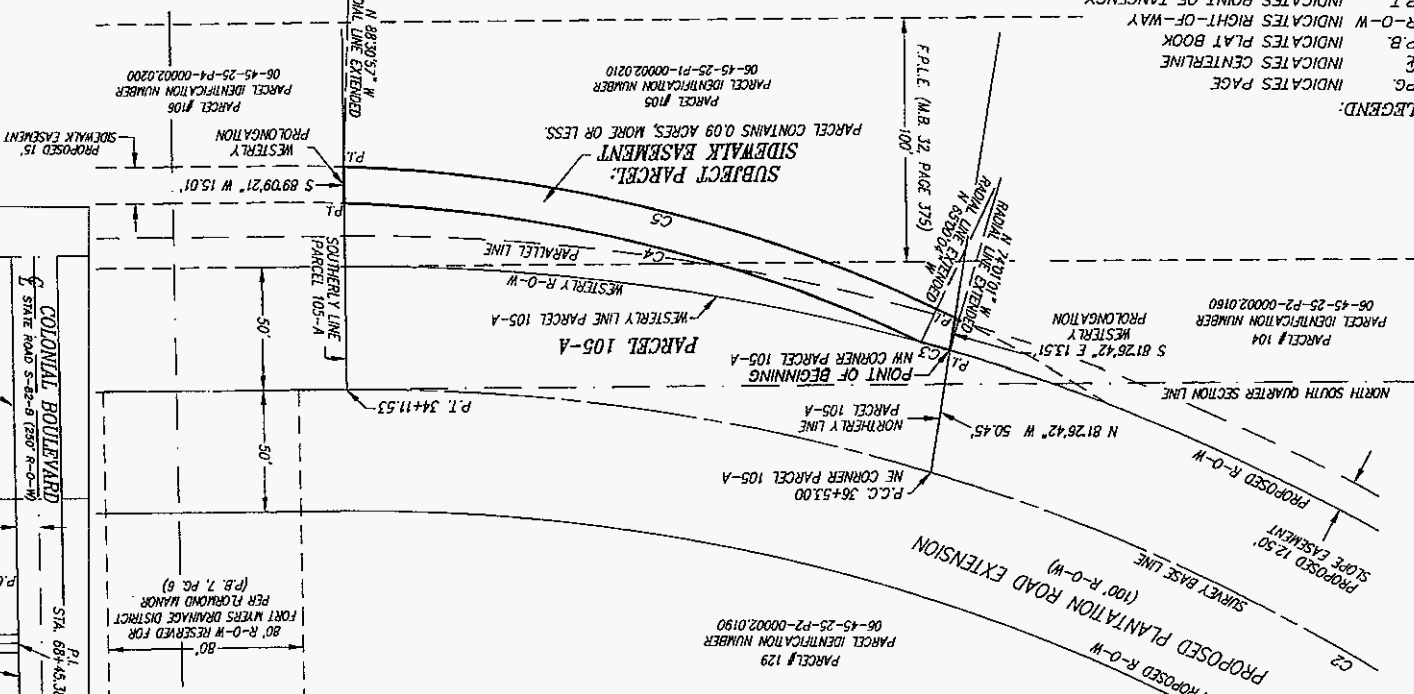 LEGEND:
PG. INDICATES PAGE
℄ INDICATES CENTERLINE
P.B. INDICATES PLAT BOOK
R-O-W INDICATES RIGHT-OF-WAY
P.T. INDICATES POINT OF TANGENCY
PARCEL # 129
PARCEL IDENTIFICATION NUMBER
06-45-25-P2-00002.0190
PROPOSED R-O-W
PROPOSED PLANTATION ROAD EXTENSION
(100' R-O-W)
SURVEY BASE LINE
C2
PROPOSED R-O-W
PROPOSED 12.50'
SLOPE EASEMENT
P.C.C. 36+53.00
NE CORNER PARCEL 105-A
N 81°26'42" W 50.45'
NORTHERLY LINE
PARCEL 105-A
NORTH SOUTH QUARTER SECTION LINE
POINT OF BEGINNING
NW CORNER PARCEL 105-A
P.I.
C3
S 81°26'42" E 13.51'
WESTERLY
PROLONGATION
P.I.
PARCEL # 104
PARCEL IDENTIFICATION NUMBER
06-45-25-P2-00002.0160
N 74°01'01" W
RADIAL LINE EXTENDED
N 65°00'04" W
RADIAL LINE EXTENDED
PARCEL 105-A
WESTERLY LINE PARCEL 105-A
WESTERLY R-O-W
PARALLEL LINE
C4
C5
P.T. 34+11.53
SOUTHERLY LINE
PARCEL 105-A
50'
50'
80' R-O-W RESERVED FOR
FORT MYERS DRAINAGE DISTRICT
PER FLORMOND MANOR
(P.B. 7, PG. 6)
80'
SUBJECT PARCEL:
SIDEWALK EASEMENT
PARCEL CONTAINS 0.09 ACRES, MORE OR LESS.
PARCEL # 105
PARCEL IDENTIFICATION NUMBER
06-45-25-P1-00002.0210
F.P.L.E. (M.B. 32, PAGE 375)
100'
P.I.
P.I.
S 89°09'21" W 15.01'
WESTERLY
PROLONGATION
PROPOSED 15'
SIDEWALK EASEMENT
PARCEL # 106
PARCEL IDENTIFICATION NUMBER
06-45-25-P4-00002.0200
N 88°30'57" W
DIAL LINE EXTENDED
COLONIAL BOULEVARD
℄ STATE ROAD S-82-B (250' R-O-W)
P.I.
STA. 68+45.3